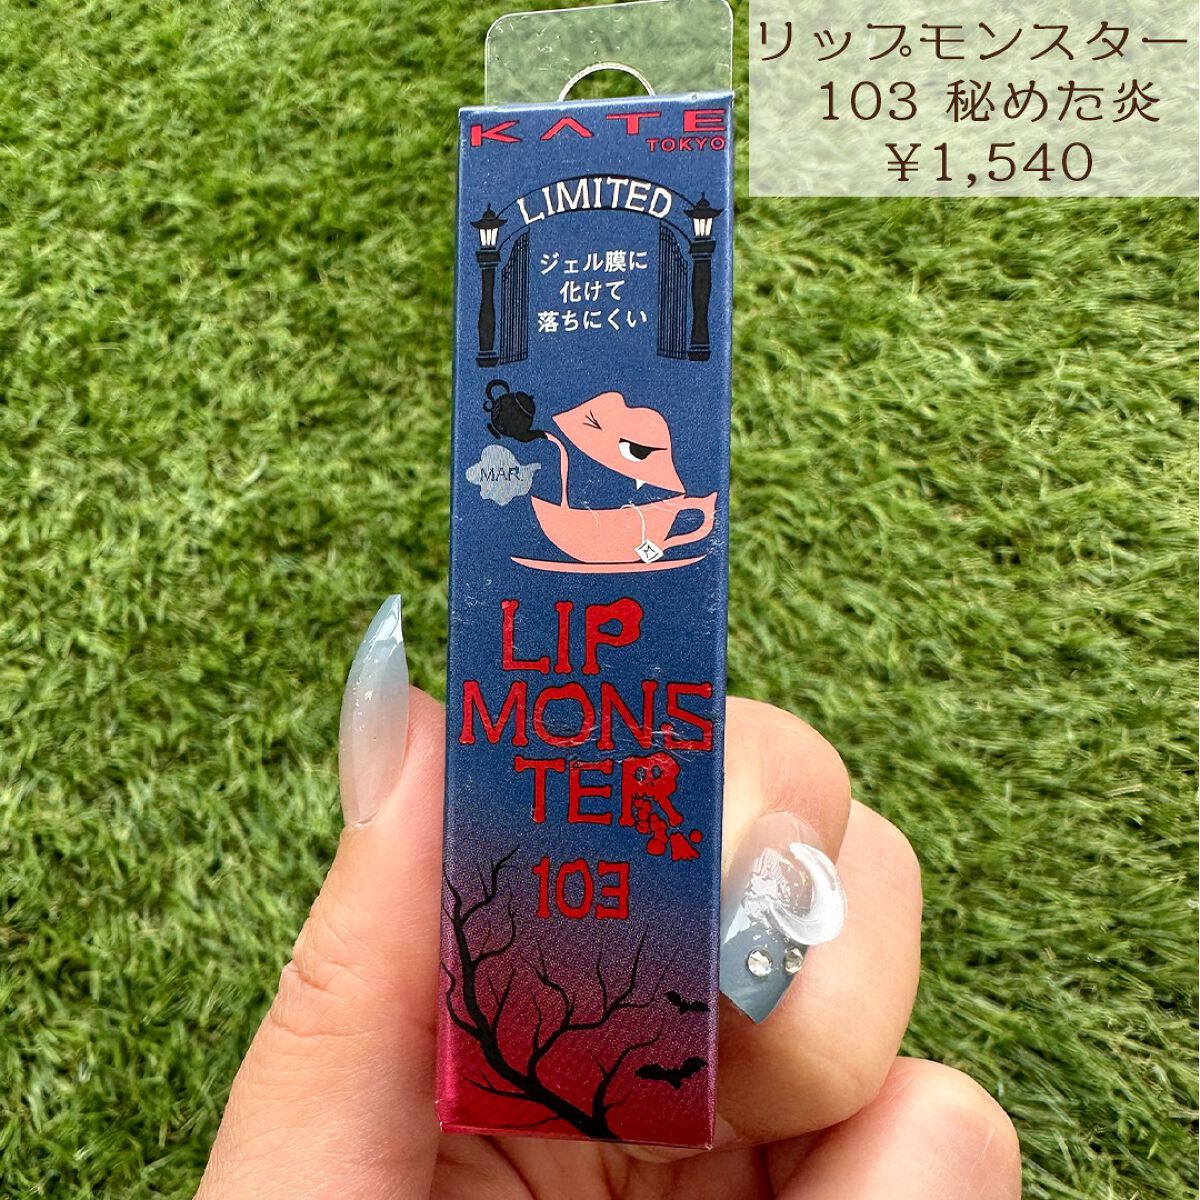 リップモンスター
103 秘めた炎
¥1,540
KATE
TOKYO
LIMITED
ジェル膜に
化けて
落ちにくい
MAR.
LIP
MONS
TER
103